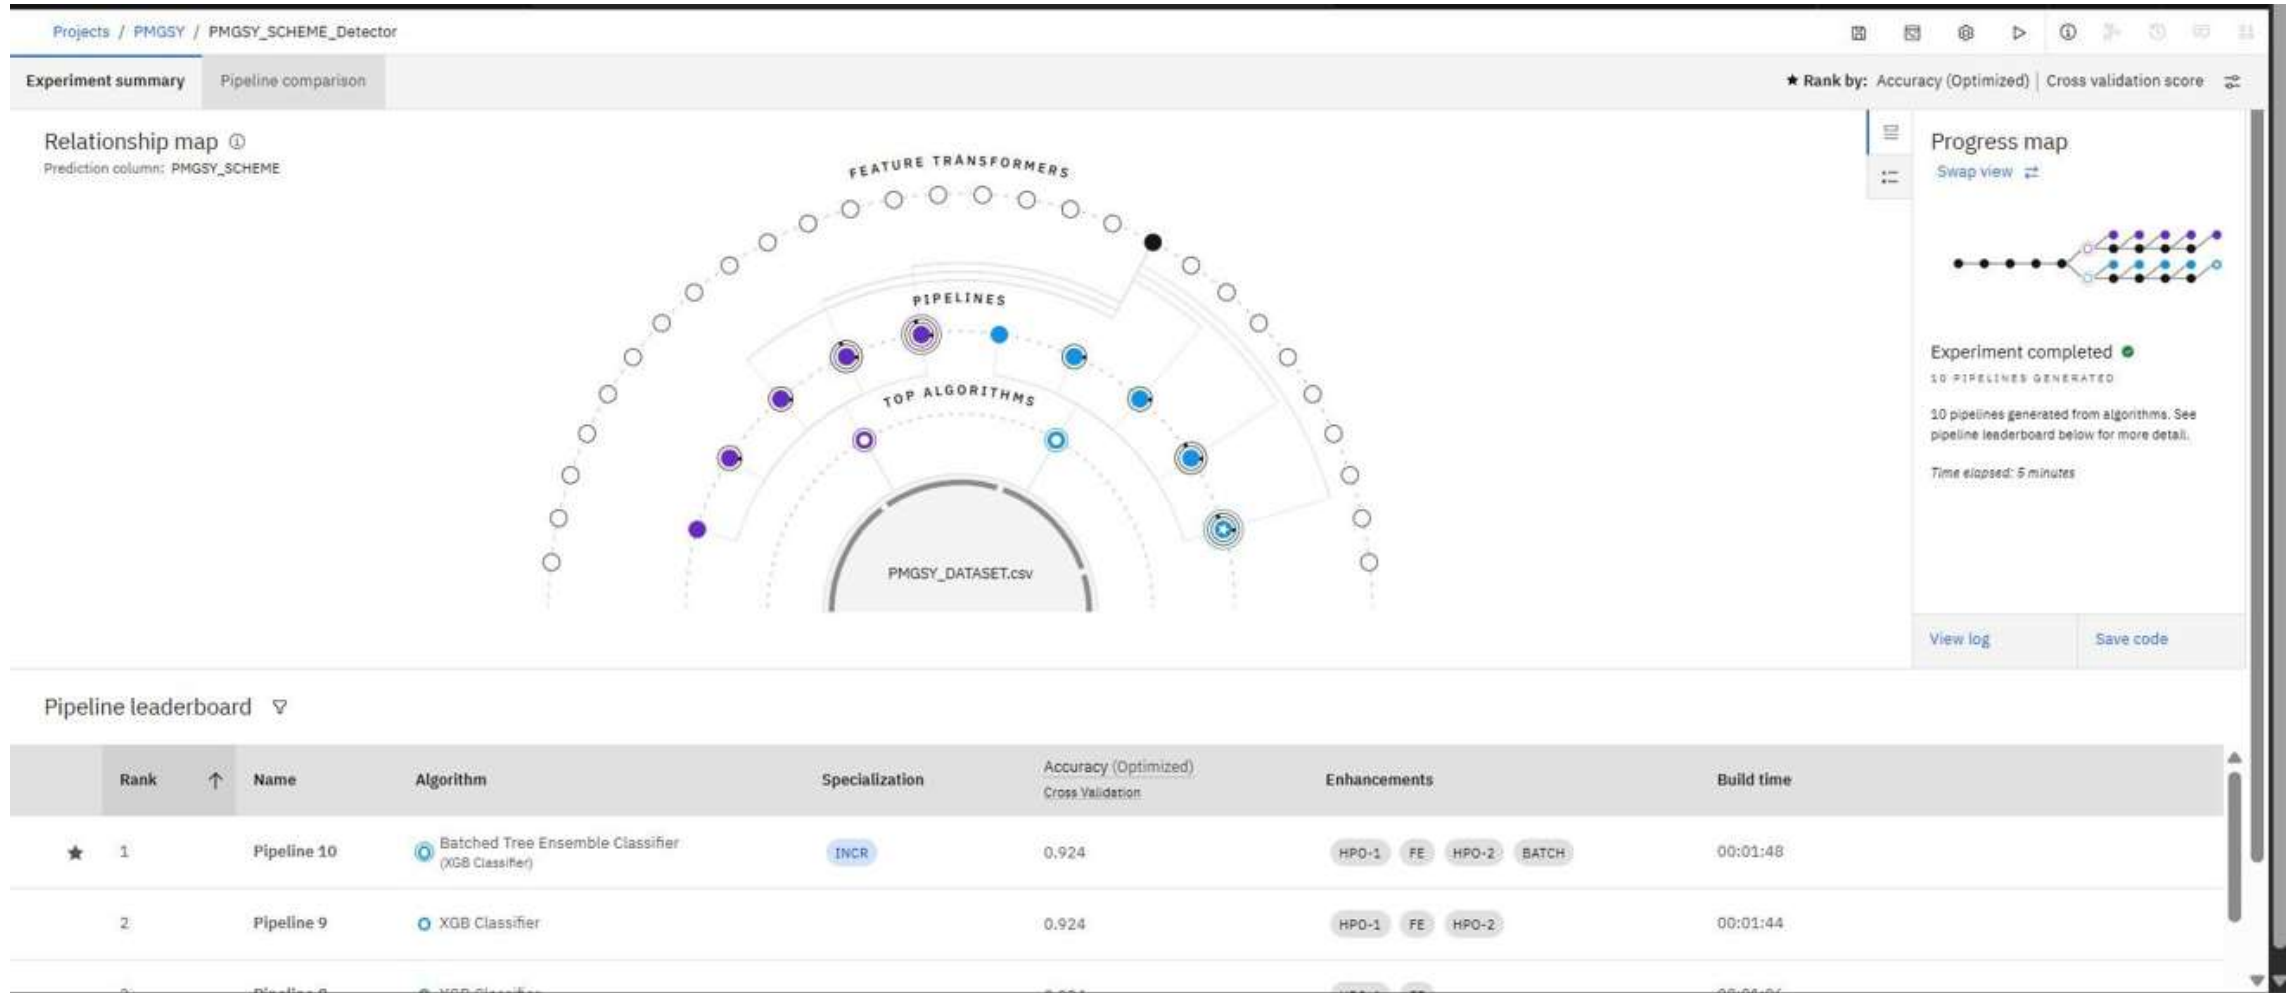 Projects / PMGSY / PMGSY_SCHEME_Detector
Experiment summary Pipeline comparison
★ Rank by: Accuracy (Optimized) | Cross validation score
Relationship map
Prediction column: PMGSY_SCHEME
FEATURE TRANSFORMERS
PIPELINES
TOP ALGORITHMS
PMGSY_DATASET.csv
Progress map
Swap view
Experiment completed
10 PIPELINES GENERATED
10 pipelines generated from algorithms. See
pipeline leaderboard below for more detail.
Time elapsed: 5 minutes
View log Save code
Pipeline leaderboard
Rank Name Algorithm Specialization Accuracy (Optimized) Enhancements Build time
Cross Validation
★ 1 Pipeline 10 Batched Tree Ensemble Classifier INCR 0.924 HPO-1 FE HPO-2 BATCH 00:01:48
(XGB Classifier)
2 Pipeline 9 XGB Classifier 0.924 HPO-1 FE HPO-2 00:01:44